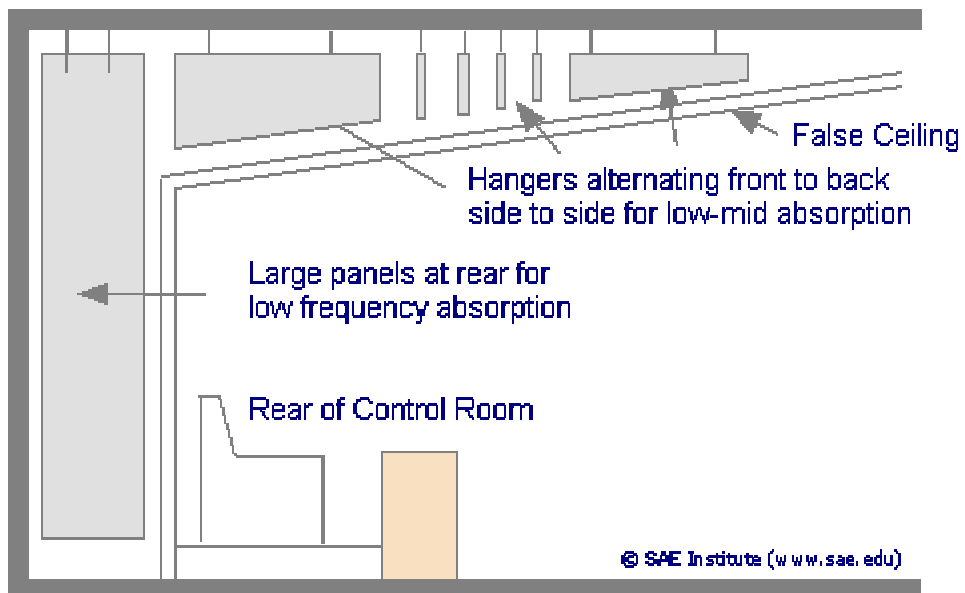 False Ceiling
Hangers alternating front to back
side to side for low-mid absorption
Large panels at rear for
low frequency absorption
Rear of Control Room
© SAE Institute (www.sae.edu)